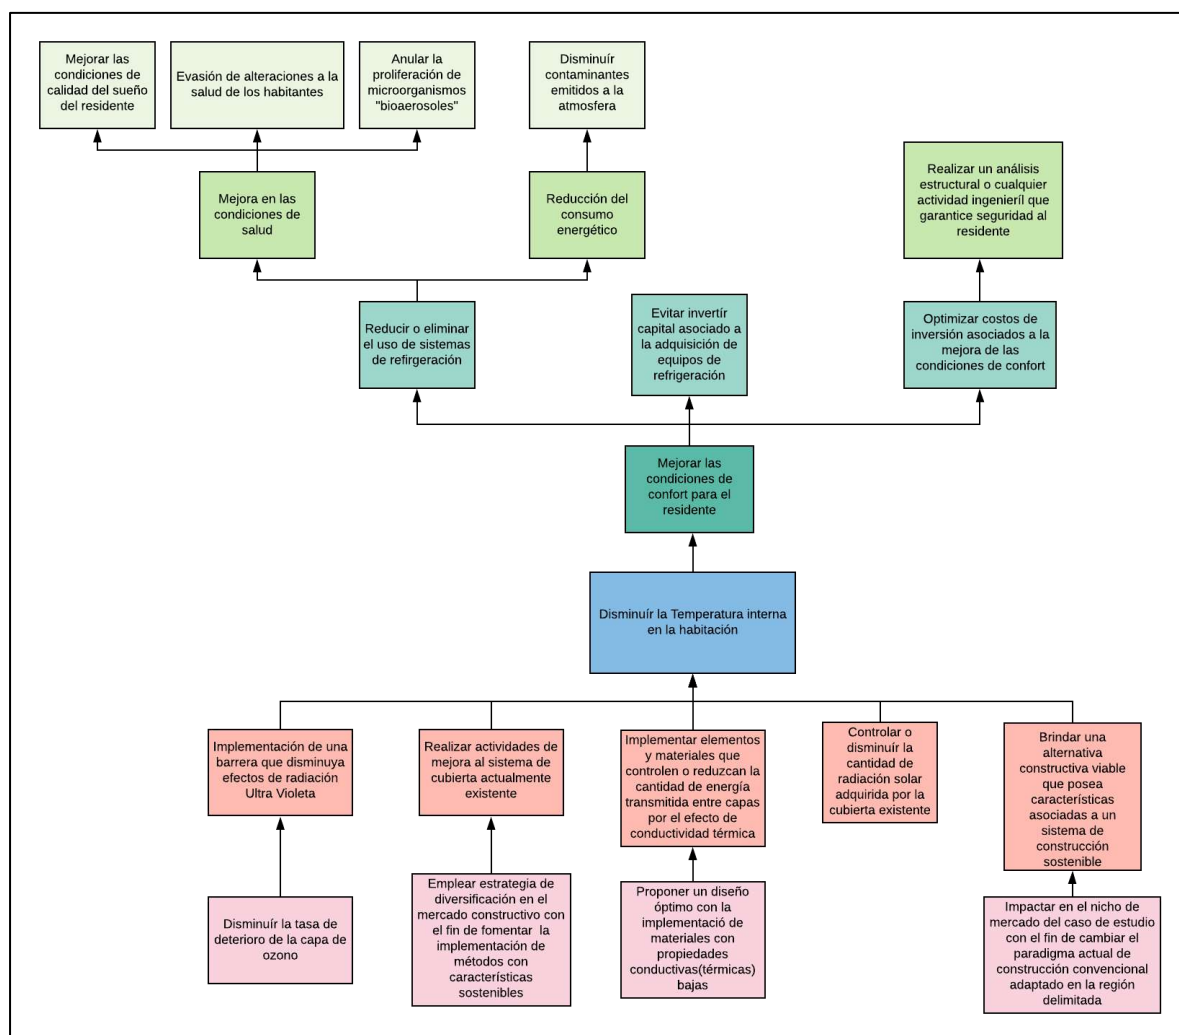 Mejorar las
condiciones de
calidad del sueño
del residente
Evasión de alteraciones a la
salud de los habitantes
Anular la
proliferación de
microorganismos
"bioaerosoles"
Disminuír
contaminantes
emitidos a la
atmosfera
Mejora en las
condiciones de
salud
Reducción del
consumo
energético
Realizar un análisis
estructural o cualquier
actividad ingenieríl que
garantice seguridad al
residente
Reducir o eliminar
el uso de sistemas
de refirgeración
Evitar invertír
capital asociado a
la adquisición de
equipos de
refrigeración
Optimizar costos de
inversión asociados a la
mejora de las
condiciones de confort
Mejorar las
condiciones de
confort para el
residente
Disminuír la Temperatura interna
en la habitación
Implementación de una
barrera que disminuya
efectos de radiación
Ultra Violeta
Realizar actividades de
mejora al sistema de
cubierta actualmente
existente
Implementar elementos
y materiales que
controlen o reduzcan la
cantidad de energía
transmitida entre capas
por el efecto de
conductividad térmica
Controlar o
disminuír la
cantidad de
radiación solar
adquirida por la
cubierta existente
Brindar una
alternativa
constructiva viable
que posea
características
asociadas a un
sistema de
construcción
sostenible
Disminuír la tasa de
deterioro de la capa de
ozono
Emplear estrategia de
diversificación en el
mercado constructivo con
el fin de fomentar la
implementación de
métodos con
características
sostenibles
Proponer un diseño
óptimo con la
implementació de
materiales con
propiedades
conductivas(térmicas)
bajas
Impactar en el nicho de
mercado del caso de estudio
con el fin de cambiar el
paradigma actual de
construcción convencional
adaptado en la región
delimitada